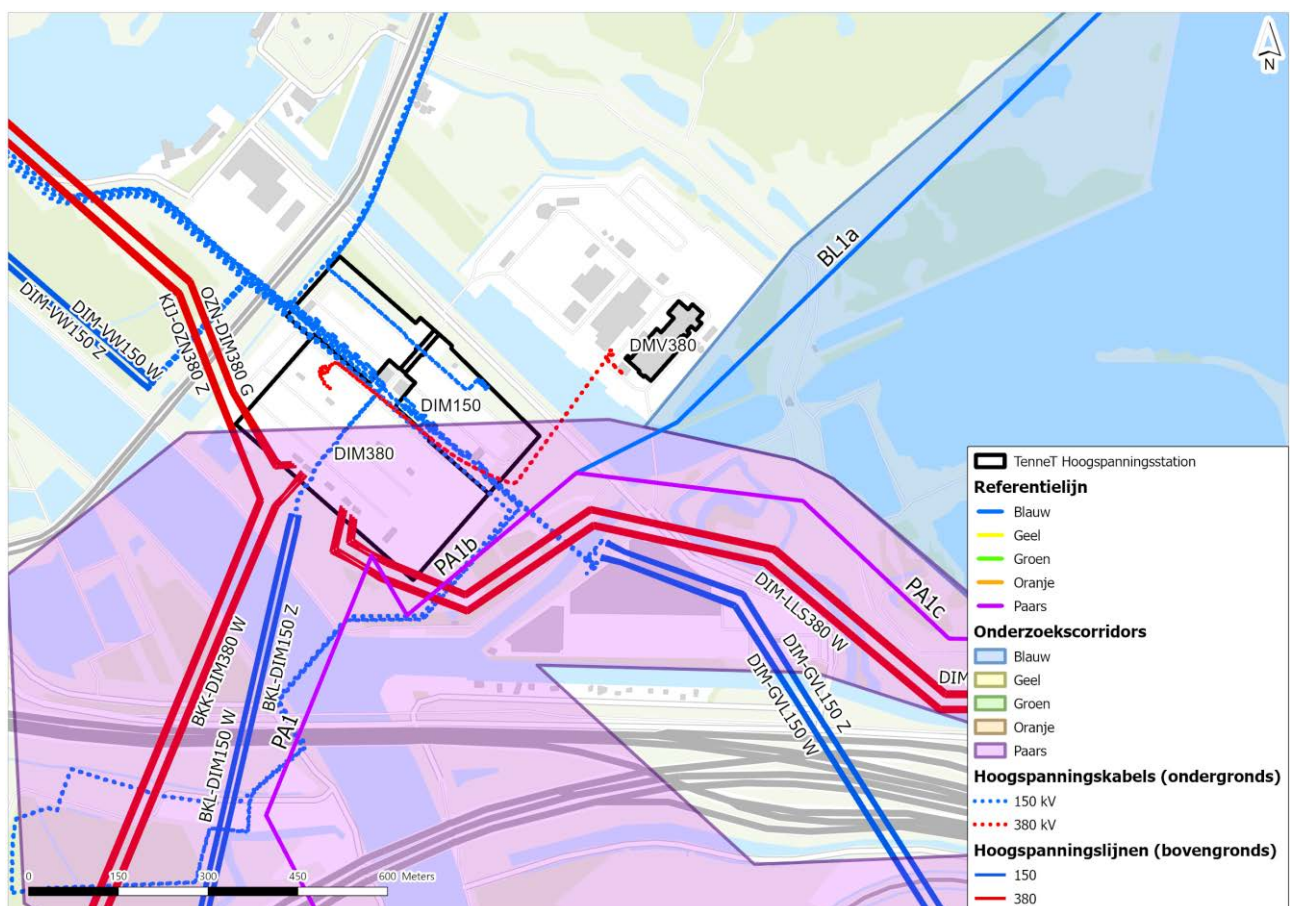 N
BL1a
DIM-VW150 W
DIM-VW150 Z
OZN-DIM380 G
KIJ-OZN380 Z
DMV380
DIM150
DIM380
PA1b
PA1c
DIM-LLS380 W
DIM
DIM-GVL150 Z
DIM-GVL150 W
BKK-DIM380 W
BKL-DIM150 Z
BKL-DIM150 W
PA1
TenneT Hoogspanningsstation
Referentielijn
Blauw
Geel
Groen
Oranje
Paars
Onderzoekscorridors
Blauw
Geel
Groen
Oranje
Paars
Hoogspanningskabels (ondergronds)
150 kV
380 kV
Hoogspanningslijnen (bovengronds)
150
380
0 150 300 450 600 Meters